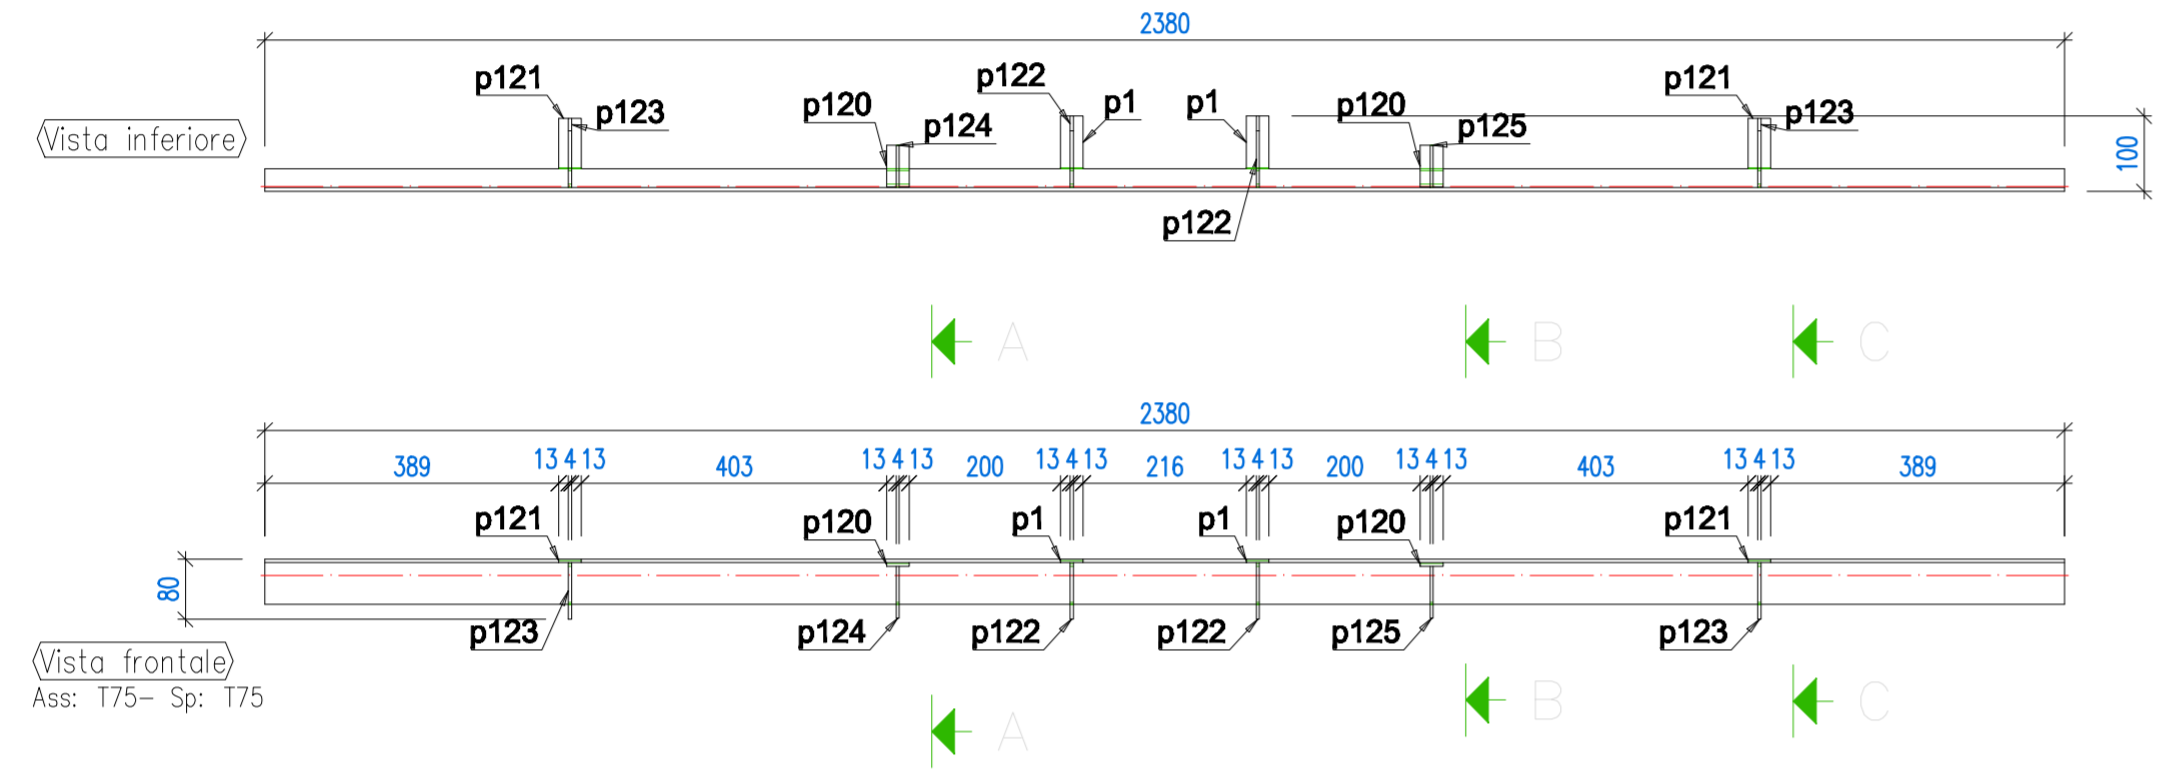 2380
p121
p123
p120
p124
p122
p1
p1
p122
p120
p125
p121
p123
100
Vista inferiore
A
B
C
2380
389
13 4 13
403
13 4 13
200
13 4 13
216
13 4 13
200
13 4 13
403
13 4 13
389
p121
p120
p1
p1
p120
p121
80
p123
p124
p122
p122
p125
p123
Vista frontale
Ass: T75- Sp: T75
A
B
C